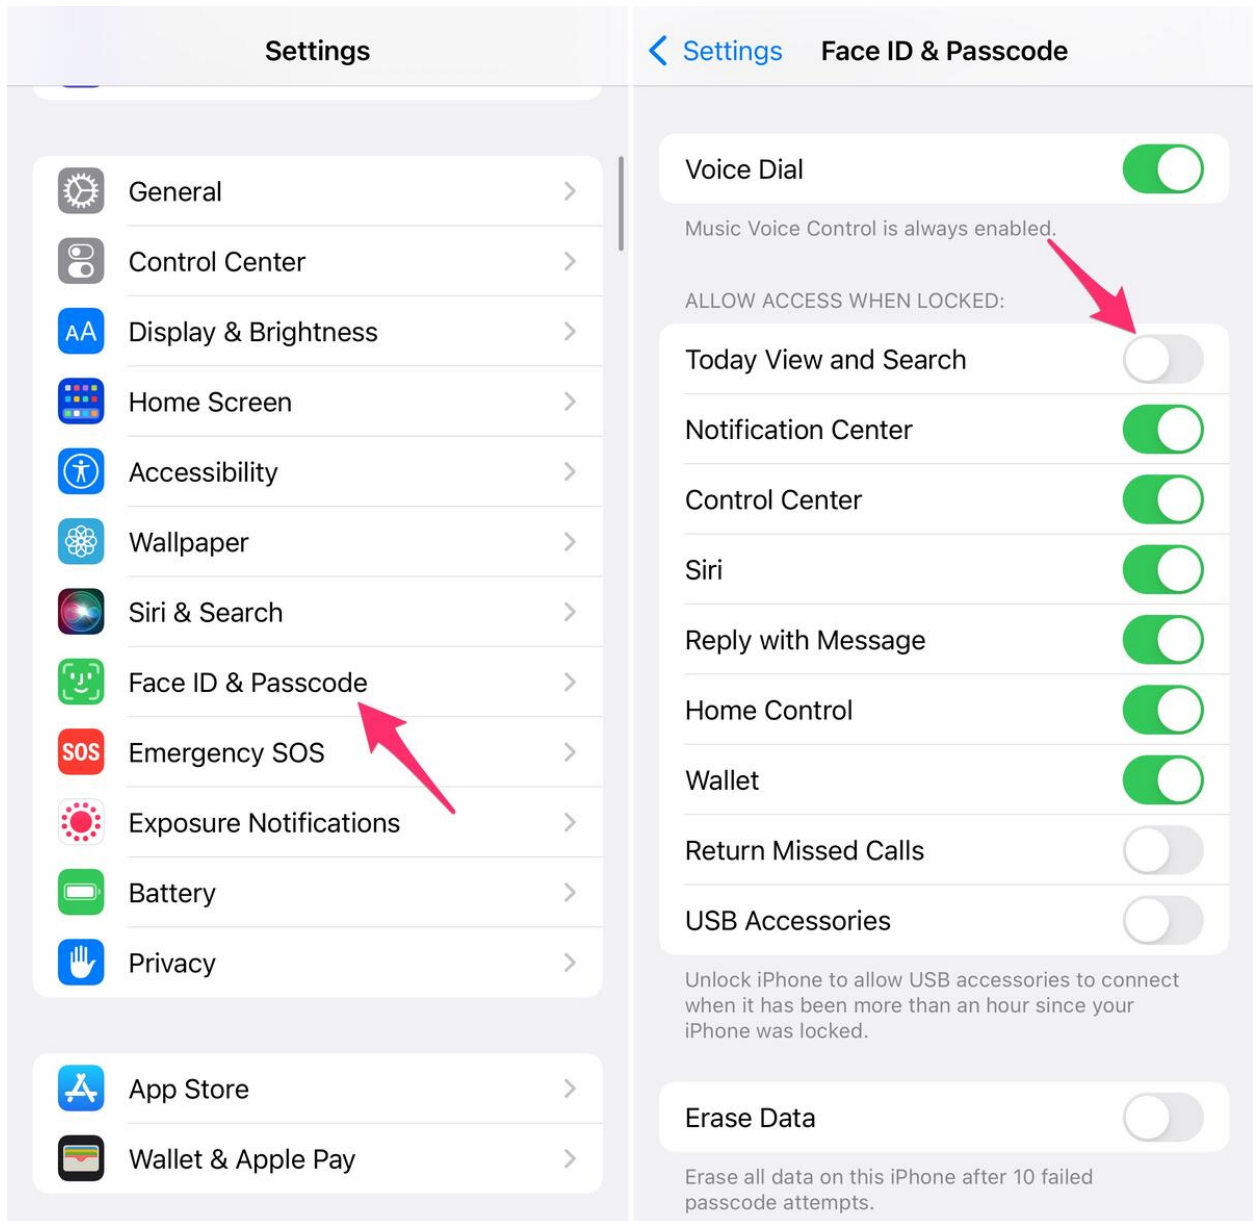 Settings
General
Control Center
AA
Display & Brightness
Home Screen
Accessibility
Wallpaper
Siri & Search
Face ID & Passcode
SOS
Emergency SOS
Exposure Notifications
Battery
Privacy
App Store
Wallet & Apple Pay
Settings
Face ID & Passcode
Voice Dial
Music Voice Control is always enabled.
ALLOW ACCESS WHEN LOCKED:
Today View and Search
Notification Center
Control Center
Siri
Reply with Message
Home Control
Wallet
Return Missed Calls
USB Accessories
Unlock iPhone to allow USB accessories to connect
when it has been more than an hour since your
iPhone was locked.
Erase Data
Erase all data on this iPhone after 10 failed
passcode attempts.